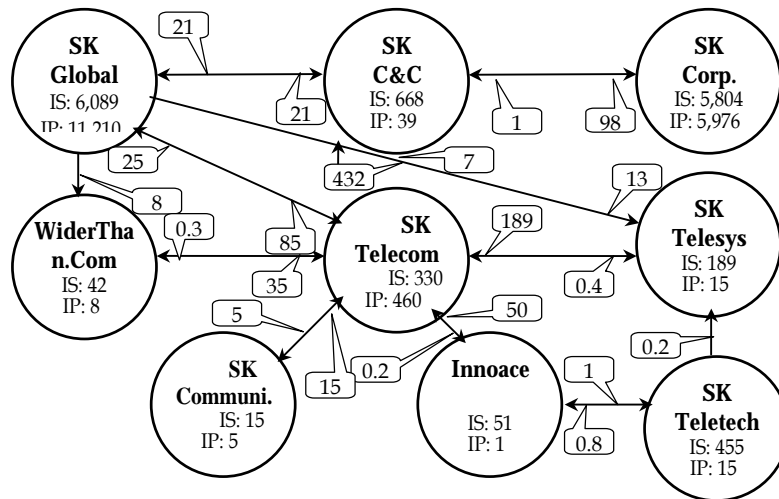 21
SK
Global
IS: 6,089
IP: 11,210
SK
C&C
IS: 668
IP: 39
SK
Corp.
IS: 5,804
IP: 5,976
21
1
98
25
432
7
13
8
WiderTha
n.Com
IS: 42
IP: 8
0.3
85
35
SK
Telecom
IS: 330
IP: 460
189
0.4
SK
Telesys
IS: 189
IP: 15
5
15
50
0.2
0.2
SK
Communi.
IS: 15
IP: 5
Innoace
IS: 51
IP: 1
1
0.8
SK
Teletech
IS: 455
IP: 15